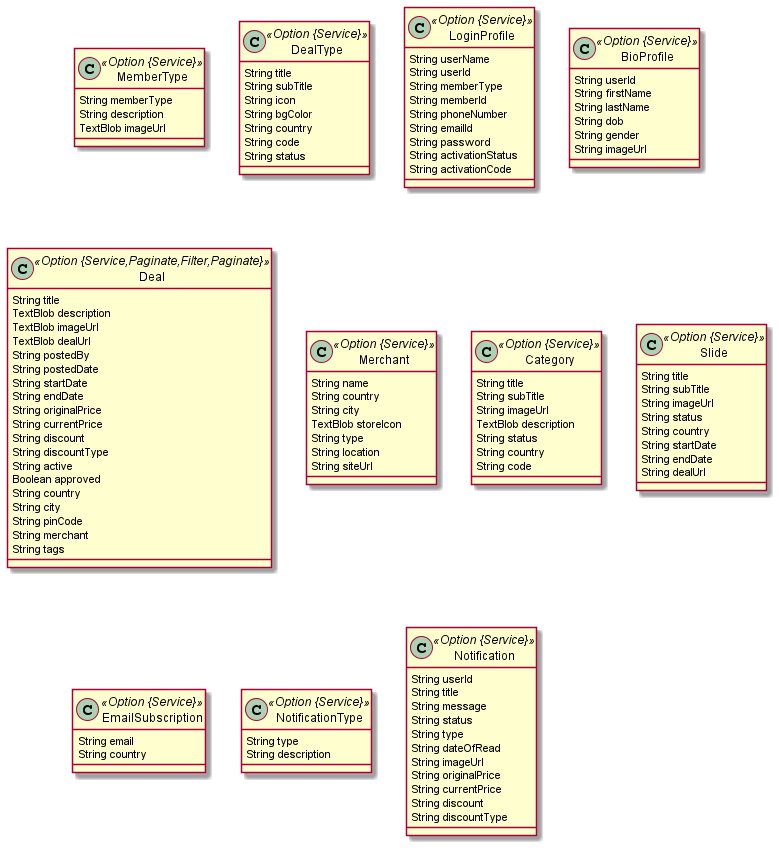 C
«Option {Service}»
MemberType
String memberType
String description
TextBlob imageUrl
C
«Option {Service}»
DealType
String title
String subTitle
String icon
String bgColor
String country
String code
String status
C
«Option {Service}»
LoginProfile
String userName
String userId
String memberType
String memberId
String phoneNumber
String emailId
String password
String activationStatus
String activationCode
C
«Option {Service}»
BioProfile
String userId
String firstName
String lastName
String dob
String gender
String imageUrl
C
«Option {Service,Paginate,Filter,Paginate}»
Deal
String title
TextBlob description
TextBlob imageUrl
TextBlob dealUrl
String postedBy
String postedDate
String startDate
String endDate
String originalPrice
String currentPrice
String discount
String discountType
String active
Boolean approved
String country
String city
String pinCode
String merchant
String tags
C
«Option {Service}»
Merchant
String name
String country
String city
TextBlob storeIcon
String type
String location
String siteUrl
C
«Option {Service}»
Category
String title
String subTitle
String imageUrl
TextBlob description
String status
String country
String code
C
«Option {Service}»
Slide
String title
String subTitle
String imageUrl
String status
String country
String startDate
String endDate
String dealUrl
C
«Option {Service}»
EmailSubscription
String email
String country
C
«Option {Service}»
NotificationType
String type
String description
C
«Option {Service}»
Notification
String userId
String title
String message
String status
String type
String dateOfRead
String imageUrl
String originalPrice
String currentPrice
String discount
String discountType